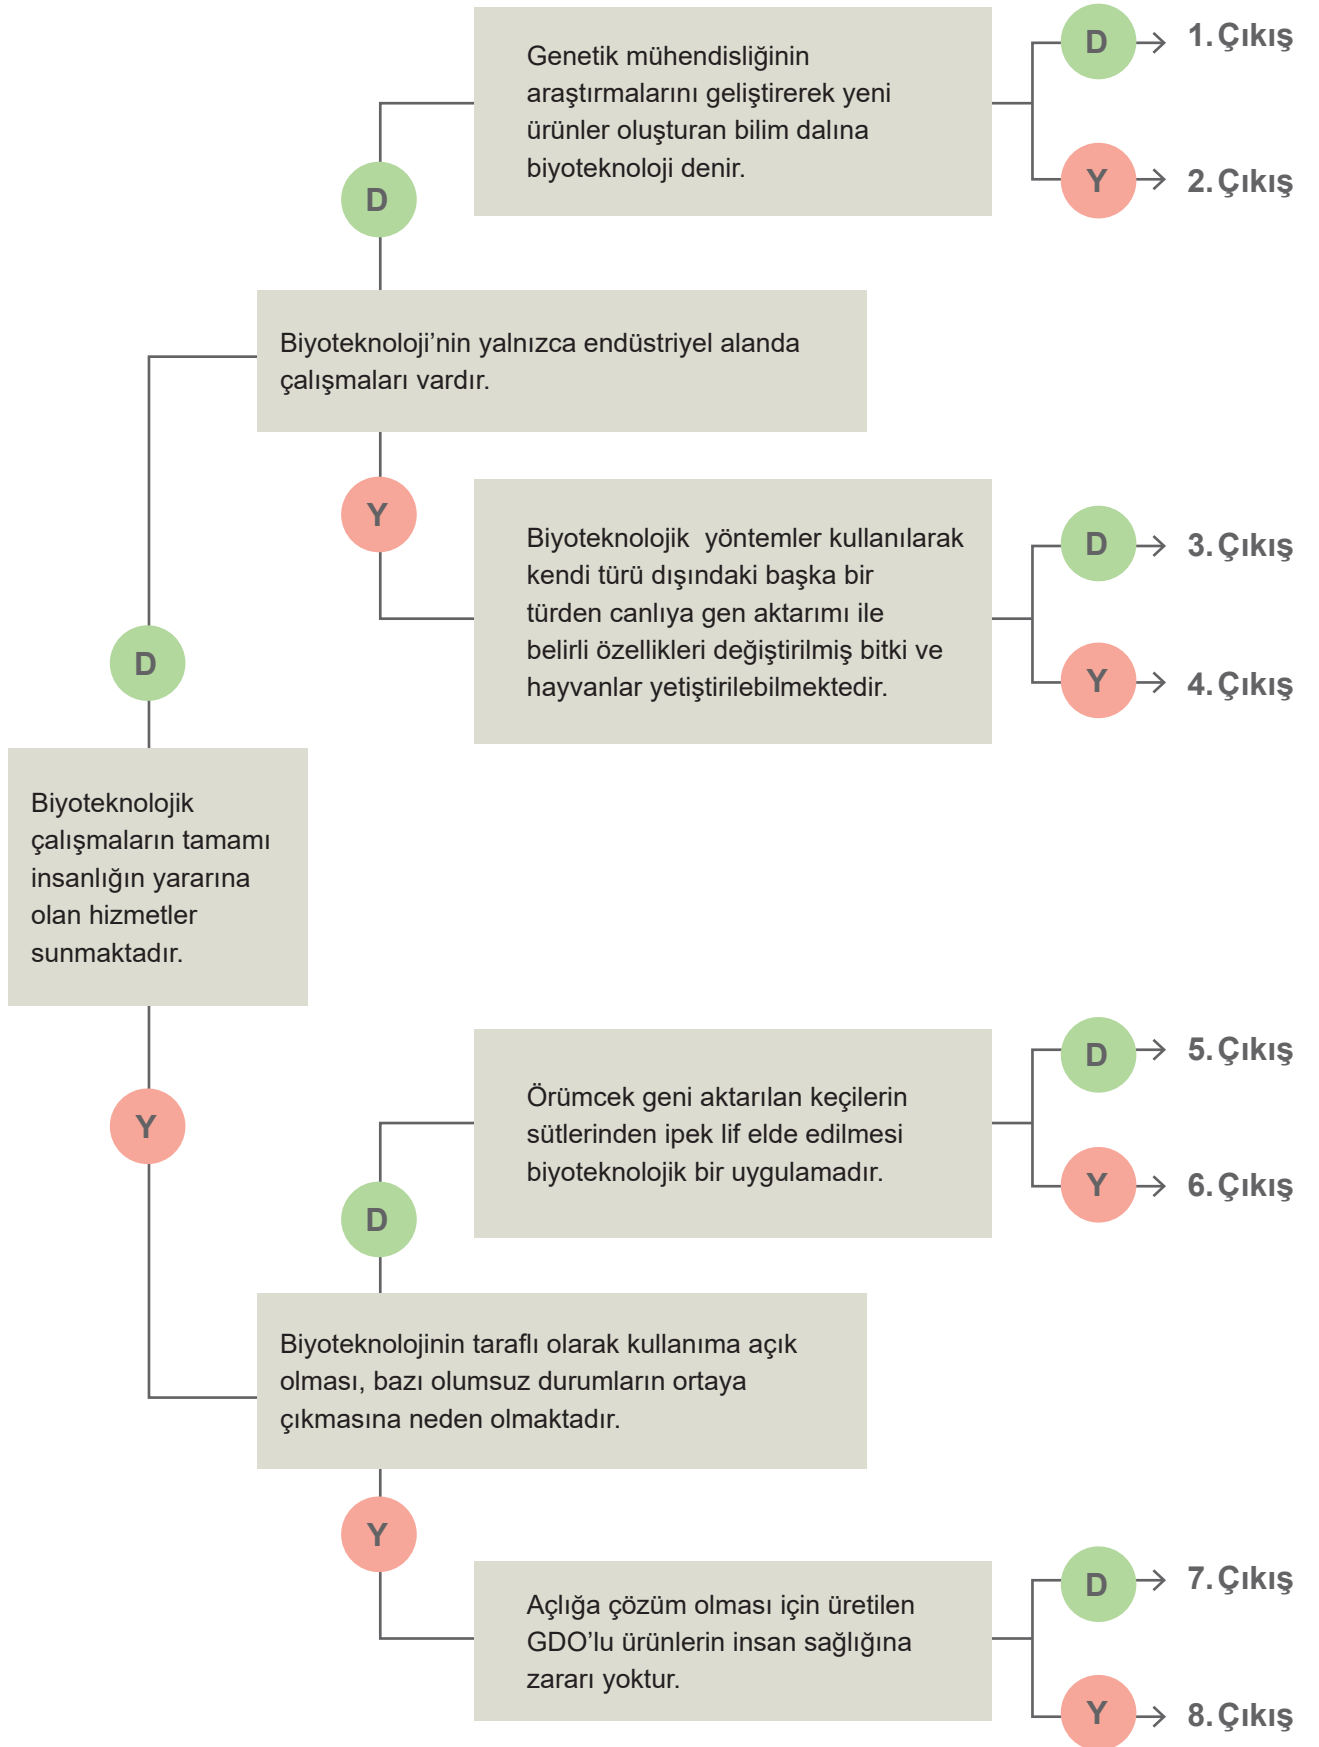 Genetik mühendisliğinin
araştırmalarını geliştirerek yeni
ürünler oluşturan bilim dalına
biyoteknoloji denir.
D
1. Çıkış
Y
2. Çıkış
D
Biyoteknoloji’nin yalnızca endüstriyel alanda
çalışmaları vardır.
Y
Biyoteknolojik yöntemler kullanılarak
kendi türü dışındaki başka bir
türden canlıya gen aktarımı ile
belirli özellikleri değiştirilmiş bitki ve
hayvanlar yetiştirilebilmektedir.
D
3. Çıkış
Y
4. Çıkış
D
Biyoteknolojik
çalışmaların tamamı
insanlığın yararına
olan hizmetler
sunmaktadır.
Y
Örümcek geni aktarılan keçilerin
sütlerinden ipek lif elde edilmesi
biyoteknolojik bir uygulamadır.
D
5. Çıkış
Y
6. Çıkış
D
Biyoteknolojinin taraflı olarak kullanıma açık
olması, bazı olumsuz durumların ortaya
çıkmasına neden olmaktadır.
Y
Açlığa çözüm olması için üretilen
GDO’lu ürünlerin insan sağlığına
zararı yoktur.
D
7. Çıkış
Y
8. Çıkış